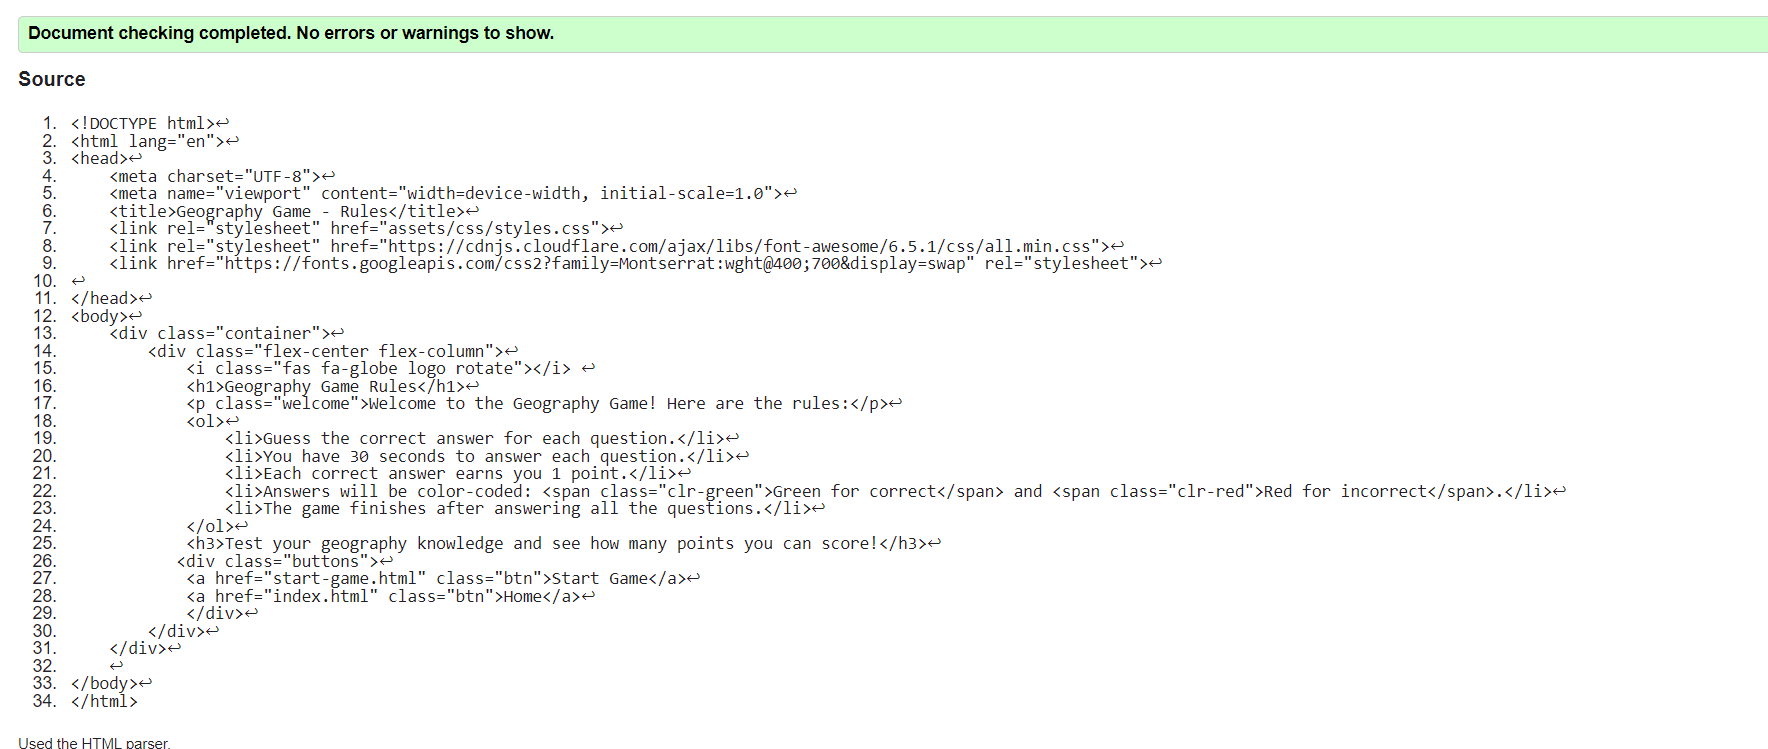 Document checking completed. No errors or warnings to show.
Source
1. <!DOCTYPE html>↩
2. <html lang="en">↩
3. <head>↩
4.     <meta charset="UTF-8">↩
5.     <meta name="viewport" content="width=device-width, initial-scale=1.0">↩
6.     <title>Geography Game - Rules</title>↩
7.     <link rel="stylesheet" href="assets/css/styles.css">↩
8.     <link rel="stylesheet" href="https://cdnjs.cloudflare.com/ajax/libs/font-awesome/6.5.1/css/all.min.css">↩
9.     <link href="https://fonts.googleapis.com/css2?family=Montserrat:wght@400;700&display=swap" rel="stylesheet">↩
10. ↩
11. </head>↩
12. <body>↩
13.     <div class="container">↩
14.         <div class="flex-center flex-column">↩
15.             <i class="fas fa-globe logo rotate"></i> ↩
16.             <h1>Geography Game Rules</h1>↩
17.             <p class="welcome">Welcome to the Geography Game! Here are the rules:</p>↩
18.             <ol>↩
19.                 <li>Guess the correct answer for each question.</li>↩
20.                 <li>You have 30 seconds to answer each question.</li>↩
21.                 <li>Each correct answer earns you 1 point.</li>↩
22.                 <li>Answers will be color-coded: <span class="clr-green">Green for correct</span> and <span class="clr-red">Red for incorrect</span>.</li>↩
23.                 <li>The game finishes after answering all the questions.</li>↩
24.             </ol>↩
25.             <h3>Test your geography knowledge and see how many points you can score!</h3>↩
26.            <div class="buttons">↩
27.             <a href="start-game.html" class="btn">Start Game</a>↩
28.             <a href="index.html" class="btn">Home</a>↩
29.             </div>↩
30.         </div>↩
31.     </div>↩
32.     ↩
33. </body>↩
34. </html>
Used the HTML parser.